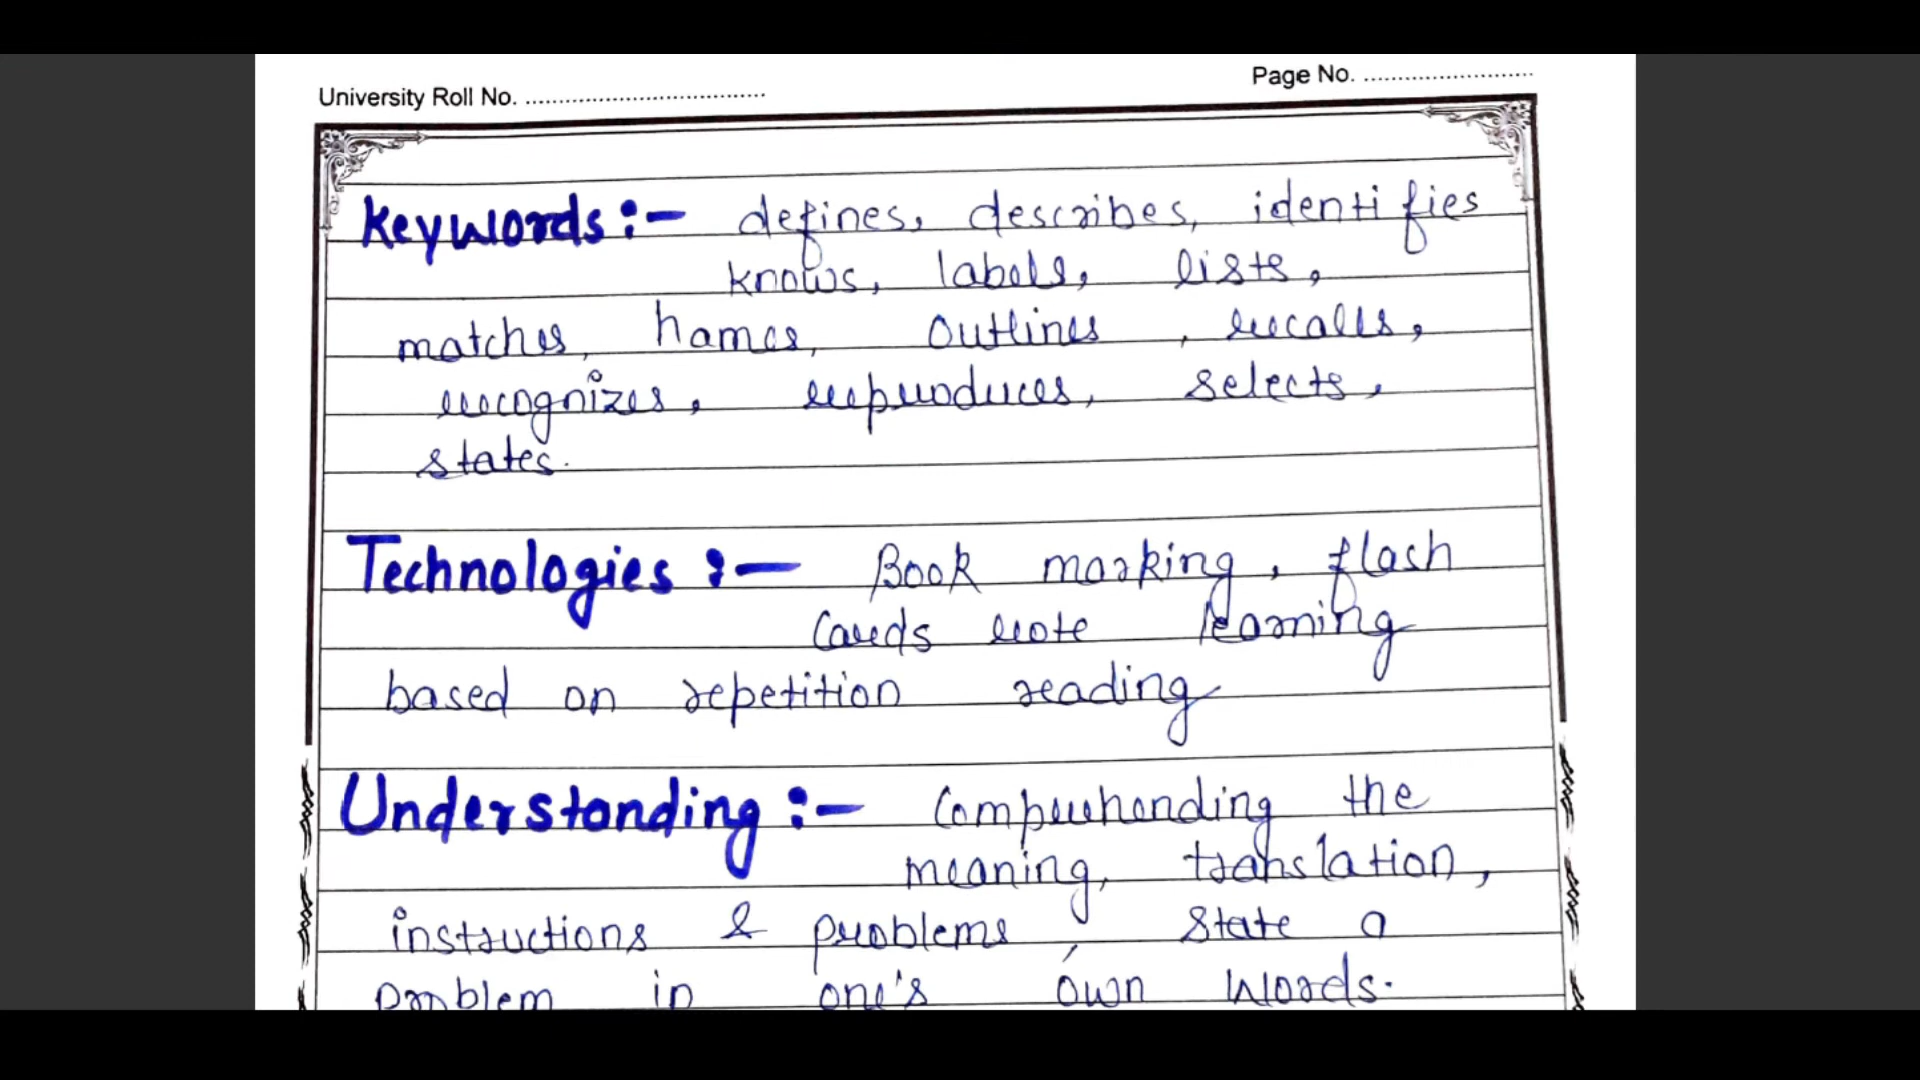 University Roll No. ..................................
Page No. ........................
Keywords:- defines, describes, identifies
knows, labels, lists,
matches, names, outlines, recalls,
recognizes, reproduces, selects,
states.
Technologies :- Book marking, flash
Cards rote learning
based on repetition reading
Understanding :- Comprehending the
meaning, translation,
instructions & problems, State a
problem in one's own words.